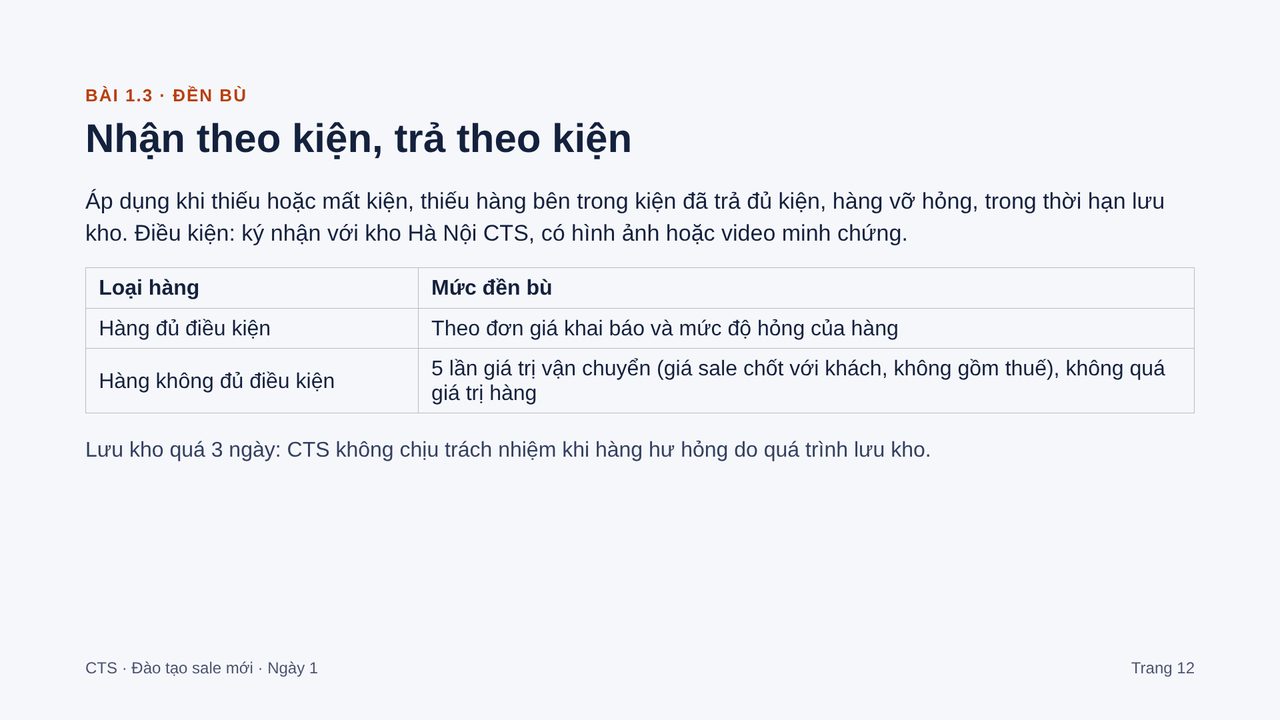 BÀI 1.3 · ĐỀN BÙ
Nhận theo kiện, trả theo kiện
Áp dụng khi thiếu hoặc mất kiện, thiếu hàng bên trong kiện đã trả đủ kiện, hàng vỡ hỏng, trong thời hạn lưu
kho. Điều kiện: ký nhận với kho Hà Nội CTS, có hình ảnh hoặc video minh chứng.
Loại hàng
Mức đền bù
Hàng đủ điều kiện
Theo đơn giá khai báo và mức độ hỏng của hàng
Hàng không đủ điều kiện
5 lần giá trị vận chuyển (giá sale chốt với khách, không gồm thuế), không quá
giá trị hàng
Lưu kho quá 3 ngày: CTS không chịu trách nhiệm khi hàng hư hỏng do quá trình lưu kho.
CTS · Đào tạo sale mới · Ngày 1
Trang 12